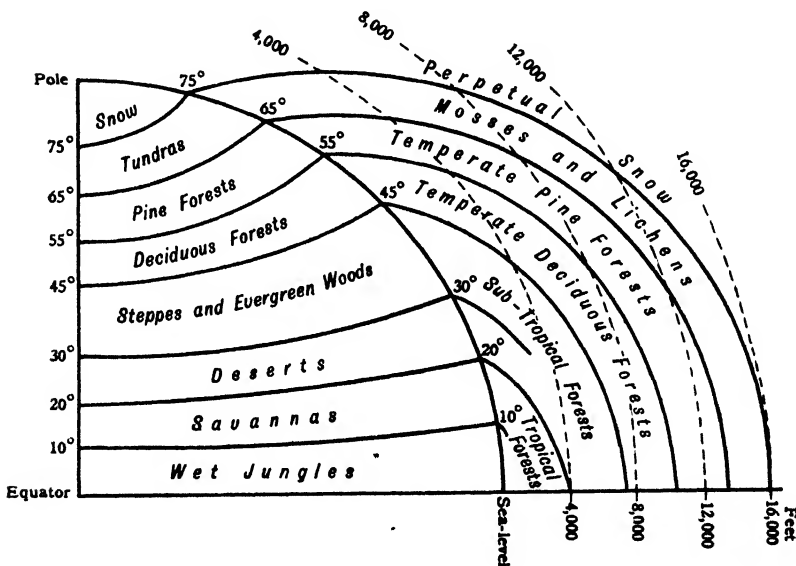 4,000
8,000
12,000
16,000
Pole
75°
65°
55°
45°
30°
20°
10°
Equator
75°
65°
55°
45°
30°
20°
10°
Snow
Tundras
Pine Forests
Deciduous Forests
Steppes and Evergreen Woods
Deserts
Savannas
Wet Jungles
Perpetual Snow
Mosses and Lichens
Temperate Pine Forests
Temperate Deciduous Forests
Sub-Tropical Forests
Tropical
Forests
Sea-level
4,000
8,000
12,000
16,000
Feet